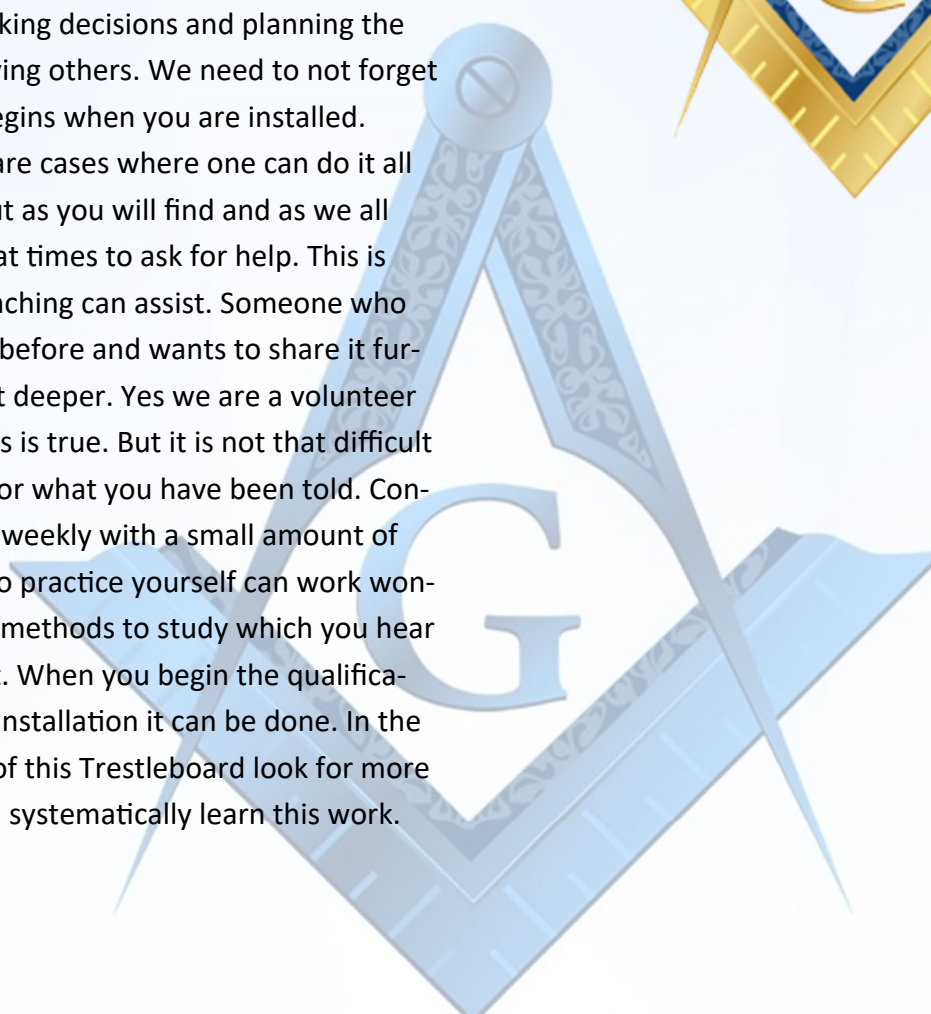 king decisions and planning the
ving others. We need to not forget
egins when you are installed.
are cases where one can do it all
ut as you will find and as we all
at times to ask for help. This is
aching can assist. Someone who
before and wants to share it fur-
t deeper. Yes we are a volunteer
s is true. But it is not that difficult
or what you have been told. Con-
weekly with a small amount of
o practice yourself can work won-
methods to study which you hear
t. When you begin the qualifica-
nstallation it can be done. In the
of this Trestleboard look for more
systematically learn this work.
G